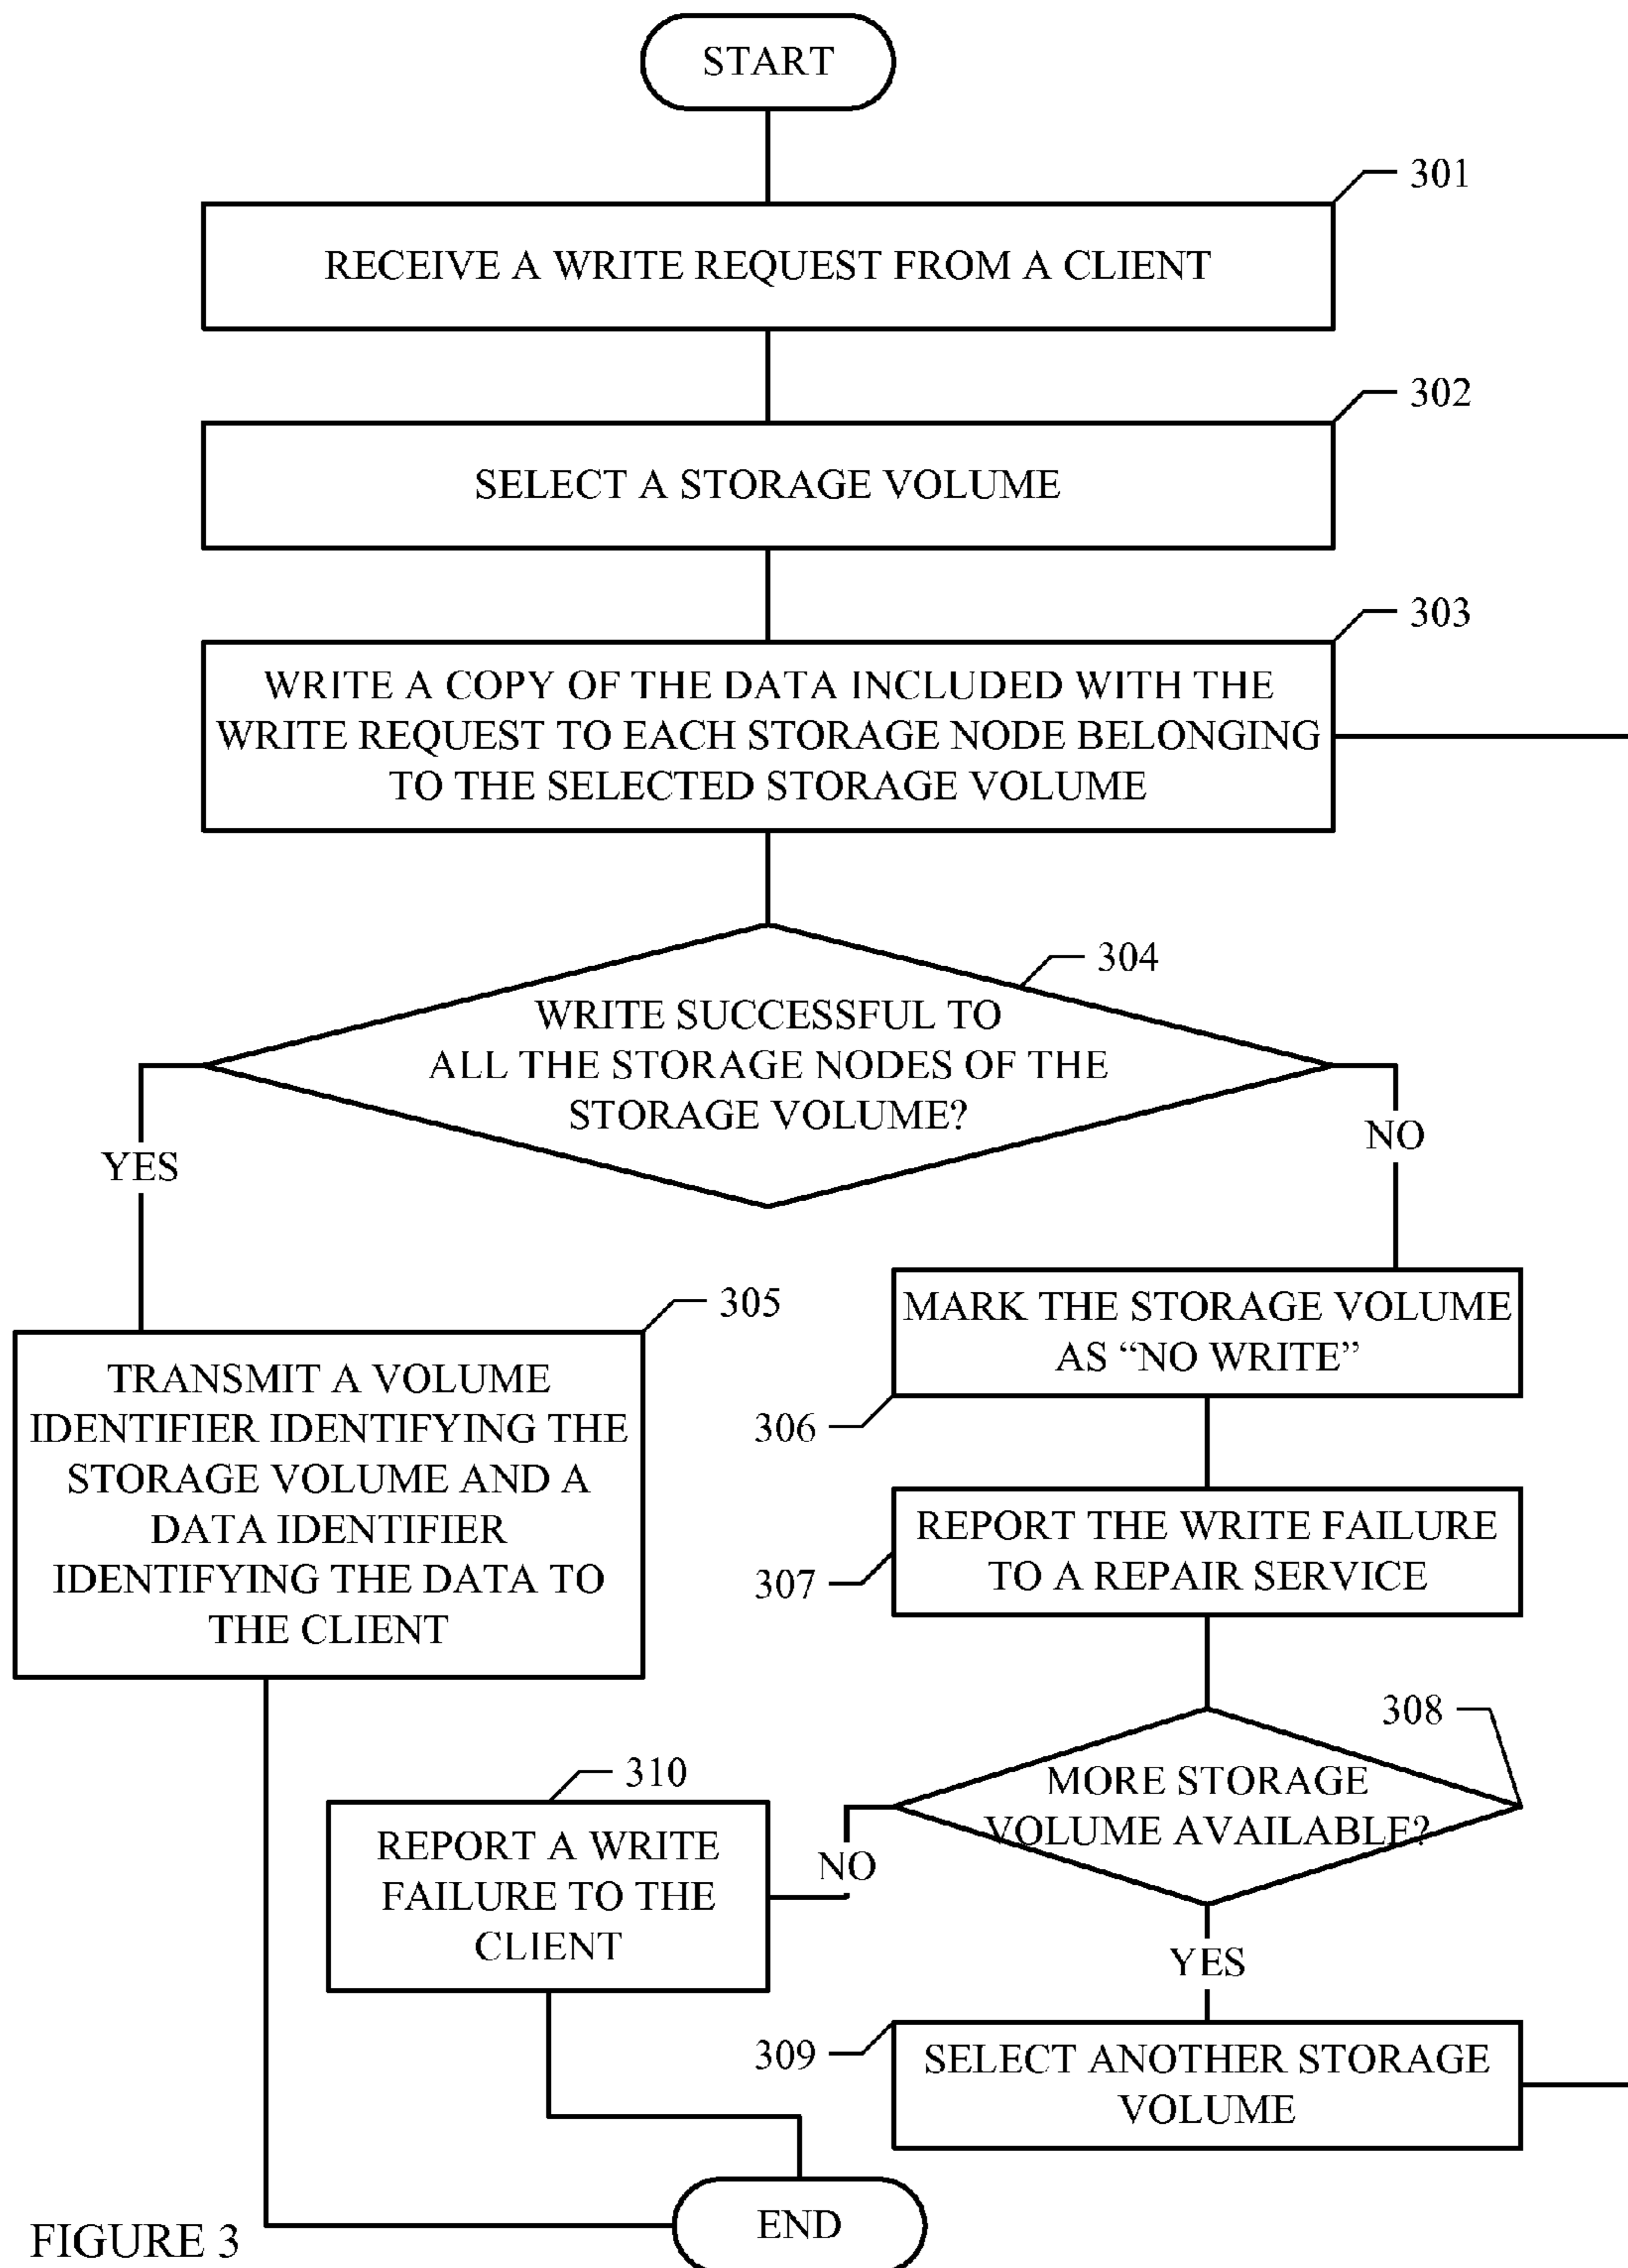 START
301
RECEIVE A WRITE REQUEST FROM A CLIENT
302
SELECT A STORAGE VOLUME
303
WRITE A COPY OF THE DATA INCLUDED WITH THE
WRITE REQUEST TO EACH STORAGE NODE BELONGING
TO THE SELECTED STORAGE VOLUME
304
WRITE SUCCESSFUL TO
ALL THE STORAGE NODES OF THE
STORAGE VOLUME?
YES
NO
305
TRANSMIT A VOLUME
IDENTIFIER IDENTIFYING THE
STORAGE VOLUME AND A
DATA IDENTIFIER
IDENTIFYING THE DATA TO
THE CLIENT
MARK THE STORAGE VOLUME
AS “NO WRITE”
306
REPORT THE WRITE FAILURE
TO A REPAIR SERVICE
307
308
MORE STORAGE
VOLUME AVAILABLE?
NO
YES
310
REPORT A WRITE
FAILURE TO THE
CLIENT
309
SELECT ANOTHER STORAGE
VOLUME
END
FIGURE 3